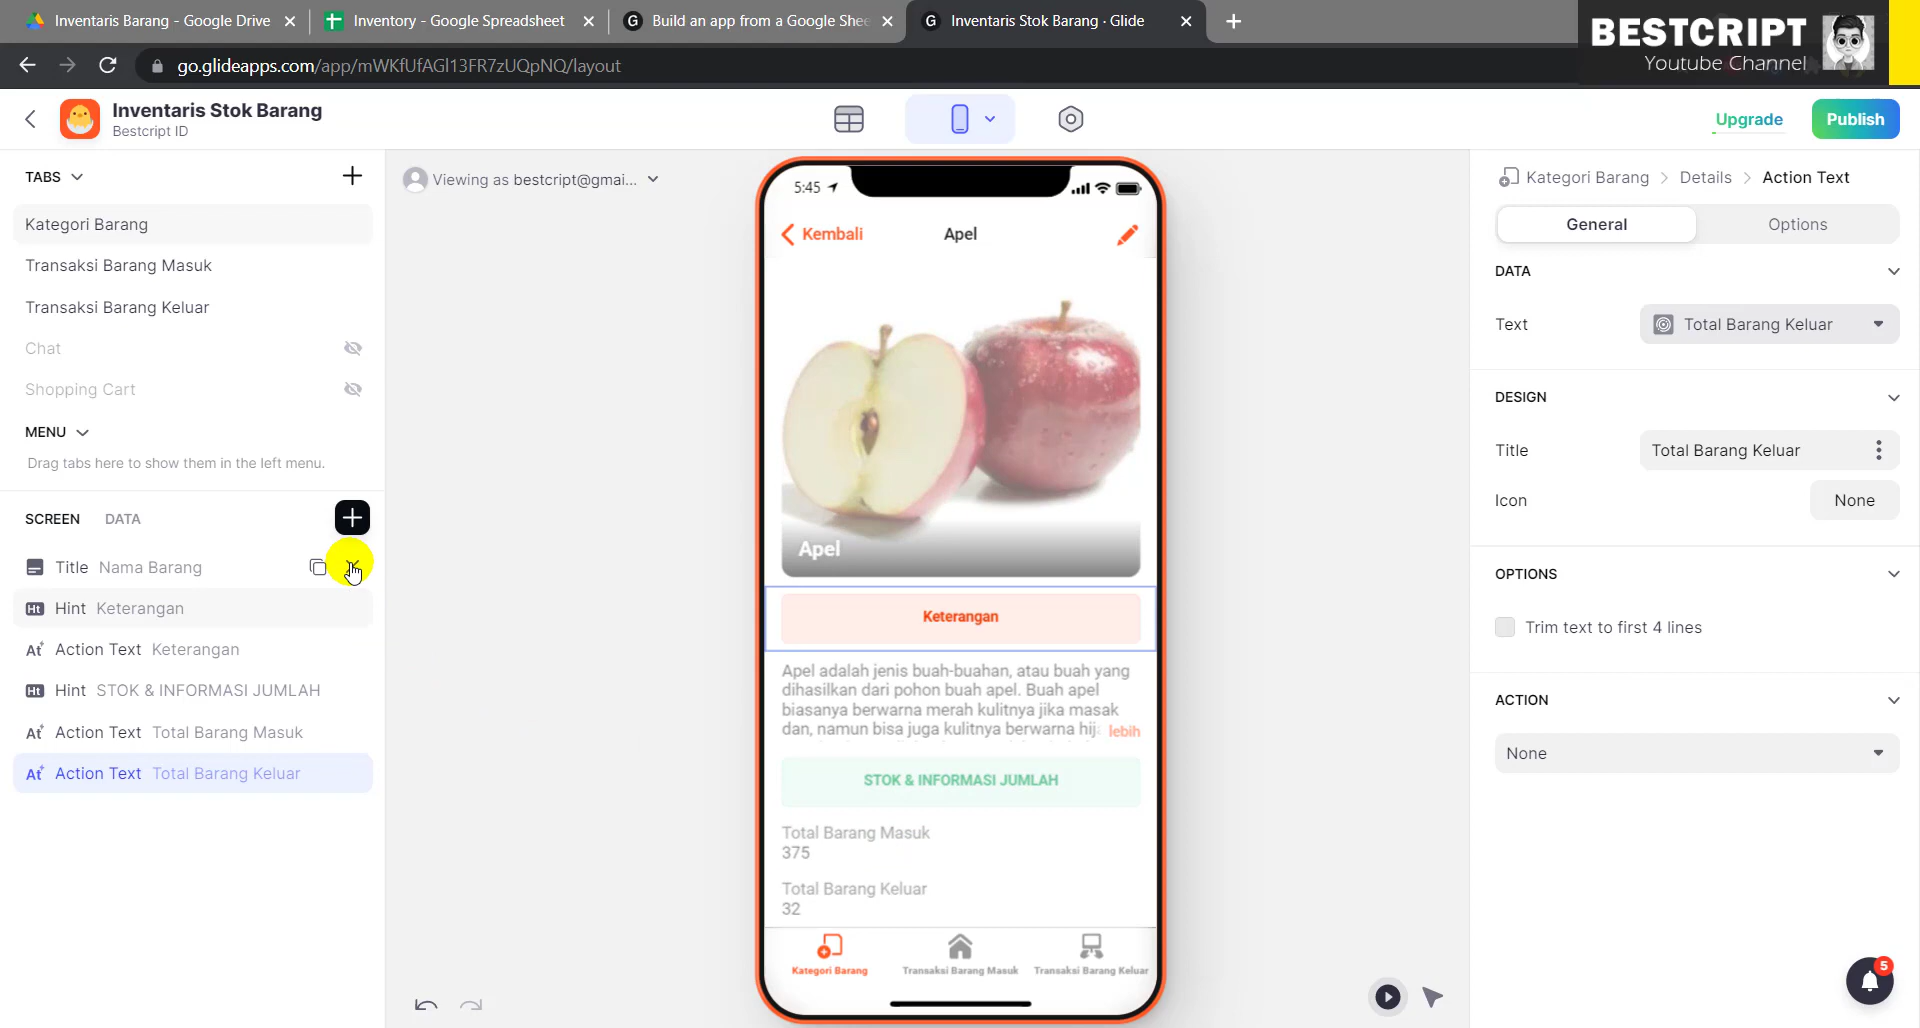 Inventaris Barang - Google Drive
Inventory - Google Spreadsheet
Build an app from a Google Shee
Inventaris Stok Barang · Glide
BESTCRIPT
Youtube Channel
go.glideapps.com/app/mWKfUfAGl13FR7zUQpNQ/layout
Inventaris Stok Barang
Bestcript ID
Upgrade
Publish
TABS
Kategori Barang
Transaksi Barang Masuk
Transaksi Barang Keluar
Chat
Shopping Cart
MENU
Drag tabs here to show them in the left menu.
SCREEN DATA
Title Nama Barang
Ht Hint Keterangan
At Action Text Keterangan
Ht Hint STOK & INFORMASI JUMLAH
At Action Text Total Barang Masuk
At Action Text Total Barang Keluar
Viewing as bestcript@gmai...
5:45
Kembali
Apel
Apel
Keterangan
Apel adalah jenis buah-buahan, atau buah yang
dihasilkan dari pohon buah apel. Buah apel
biasanya berwarna merah kulitnya jika masak
dan, namun bisa juga kulitnya berwarna hij lebih
STOK & INFORMASI JUMLAH
Total Barang Masuk
375
Total Barang Keluar
32
Kategori Barang
Transaksi Barang Masuk
Transaksi Barang Keluar
Kategori Barang > Details > Action Text
General
Options
DATA
Text
Total Barang Keluar
DESIGN
Title
Total Barang Keluar
Icon
None
OPTIONS
Trim text to first 4 lines
ACTION
None
5